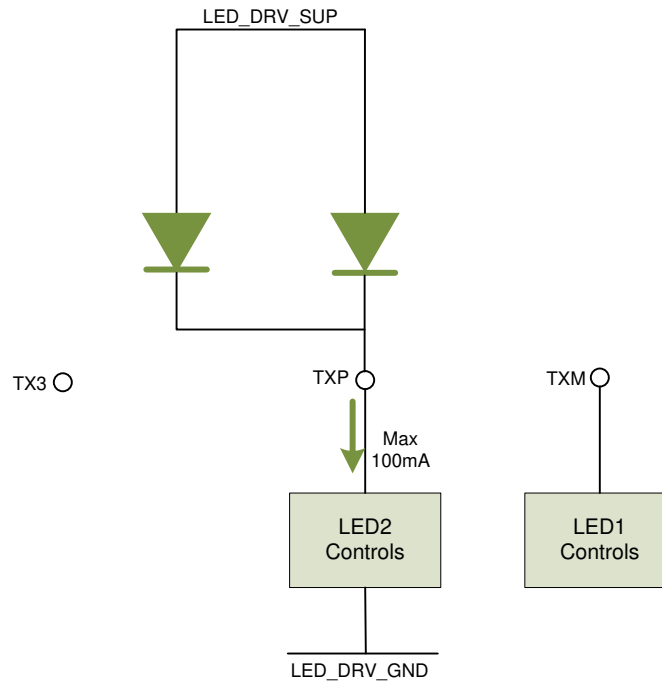 LED_DRV_SUP
TX3
TXP
TXM
Max
100mA
LED2
Controls
LED1
Controls
LED_DRV_GND